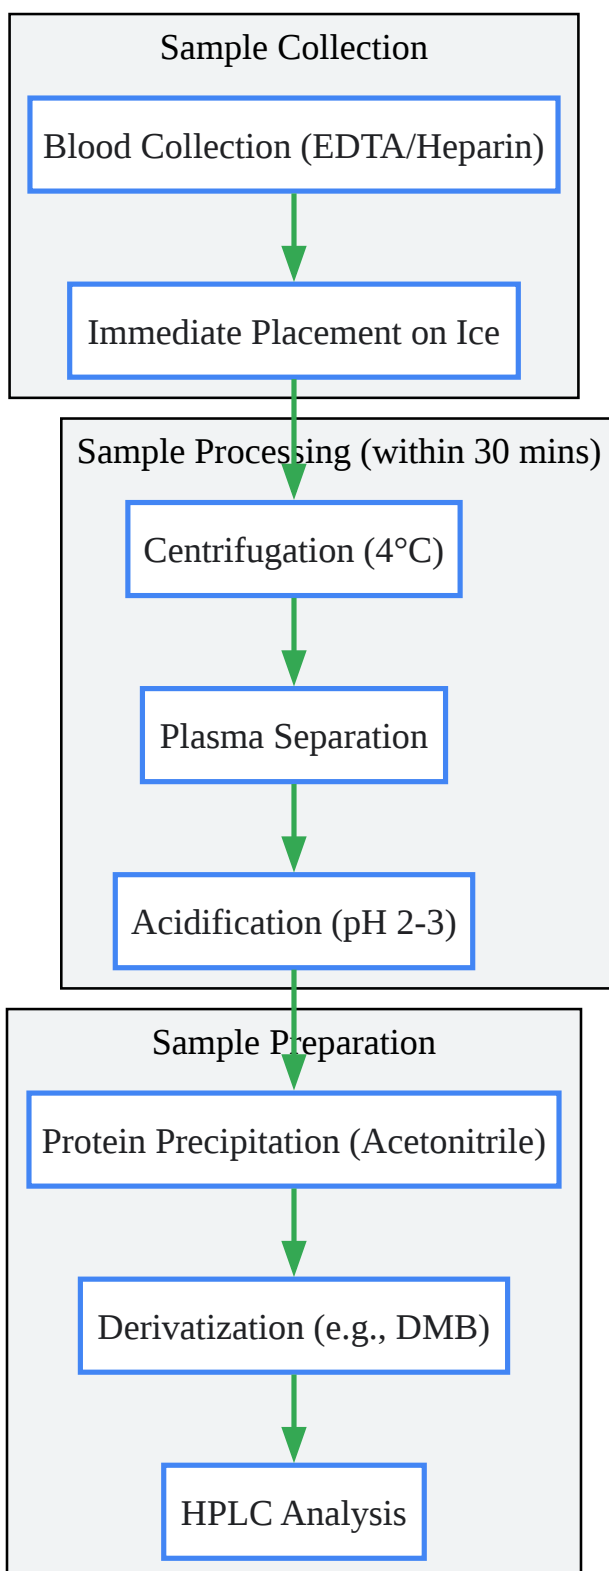 Sample Collection
Blood Collection (EDTA/Heparin)
Immediate Placement on Ice
Sample Processing (within 30 mins)
Centrifugation (4°C)
Plasma Separation
Acidification (pH 2-3)
Sample Preparation
Protein Precipitation (Acetonitrile)
Derivatization (e.g., DMB)
HPLC Analysis